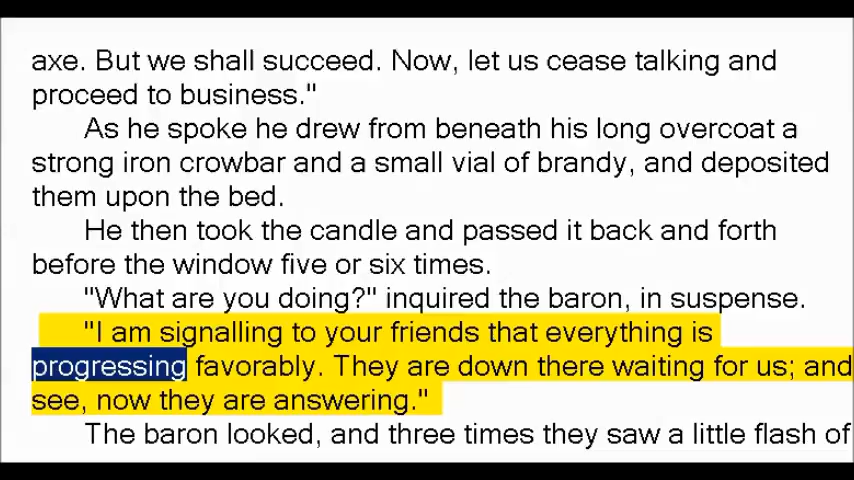 axe. But we shall succeed. Now, let us cease talking and
proceed to business."
As he spoke he drew from beneath his long overcoat a
strong iron crowbar and a small vial of brandy, and deposited
them upon the bed.
He then took the candle and passed it back and forth
before the window five or six times.
"What are you doing?" inquired the baron, in suspense.
"I am signalling to your friends that everything is
progressing favorably. They are down there waiting for us; and
see, now they are answering."
The baron looked, and three times they saw a little flash of